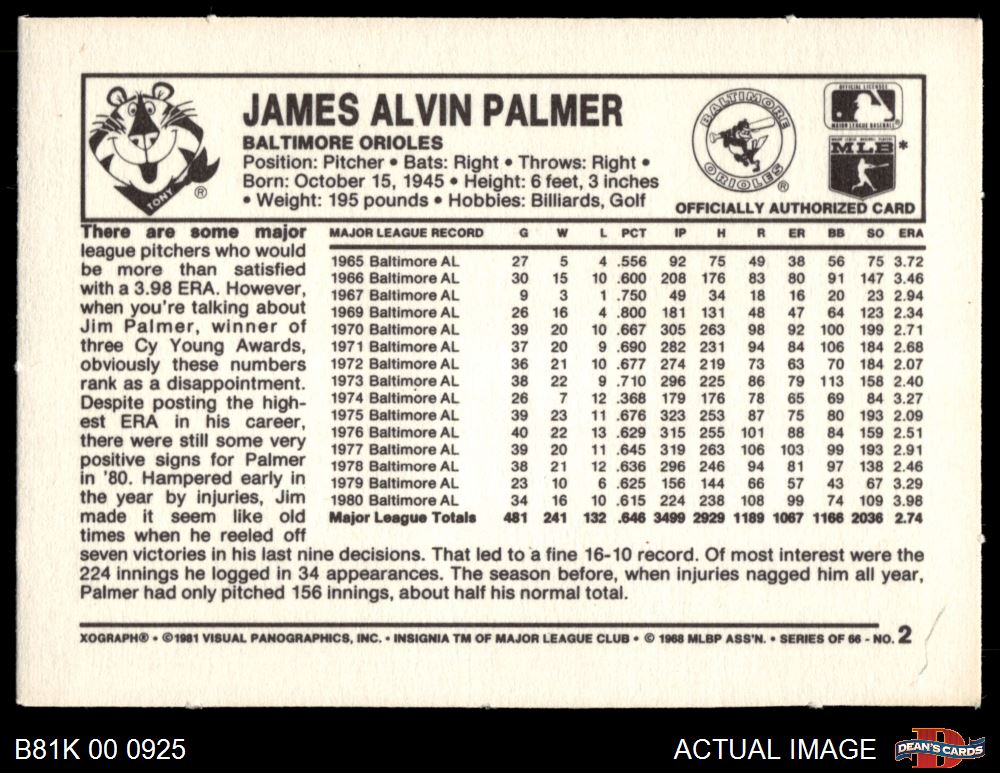 TONY
®
JAMES ALVIN PALMER
BALTIMORE ORIOLES
Position: Pitcher • Bats: Right • Throws: Right •
Born: October 15, 1945 • Height: 6 feet, 3 inches
• Weight: 195 pounds • Hobbies: Billiards, Golf
BALTIMORE
ORIOLES
®
OFFICIAL LICENSEE
MAJOR LEAGUE BASEBALL
®
MLB *
OFFICIALLY AUTHORIZED CARD
There are some major
league pitchers who would
be more than satisfied
with a 3.98 ERA. However,
when you're talking about
Jim Palmer, winner of
three Cy Young Awards,
obviously these numbers
rank as a disappointment.
Despite posting the high-
est ERA in his career,
there were still some very
positive signs for Palmer
in '80. Hampered early in
the year by injuries, Jim
made it seem like old
times when he reeled off
seven victories in his last nine decisions. That led to a fine 16-10 record. Of most interest were the
224 innings he logged in 34 appearances. The season before, when injuries nagged him all year,
Palmer had only pitched 156 innings, about half his normal total.
MAJOR LEAGUE RECORD G W L PCT IP H R ER BB SO ERA
1965 Baltimore AL 27 5 4 .556 92 75 49 38 56 75 3.72
1966 Baltimore AL 30 15 10 .600 208 176 83 80 91 147 3.46
1967 Baltimore AL 9 3 1 .750 49 34 18 16 20 23 2.94
1969 Baltimore AL 26 16 4 .800 181 131 48 47 64 123 2.34
1970 Baltimore AL 39 20 10 .667 305 263 98 92 100 199 2.71
1971 Baltimore AL 37 20 9 .690 282 231 94 84 106 184 2.68
1972 Baltimore AL 36 21 10 .677 274 219 73 63 70 184 2.07
1973 Baltimore AL 38 22 9 .710 296 225 86 79 113 158 2.40
1974 Baltimore AL 26 7 12 .368 179 176 78 65 69 84 3.27
1975 Baltimore AL 39 23 11 .676 323 253 87 75 80 193 2.09
1976 Baltimore AL 40 22 13 .629 315 255 101 88 84 159 2.51
1977 Baltimore AL 39 20 11 .645 319 263 106 103 99 193 2.91
1978 Baltimore AL 38 21 12 .636 296 246 94 81 97 138 2.46
1979 Baltimore AL 23 10 6 .625 156 144 66 57 43 67 3.29
1980 Baltimore AL 34 16 10 .615 224 238 108 99 74 109 3.98
Major League Totals 481 241 132 .646 3499 2929 1189 1067 1166 2036 2.74
XOGRAPH® • ©1981 VISUAL PANOGRAPHICS, INC. • INSIGNIA TM OF MAJOR LEAGUE CLUB • © 1968 MLBP ASS'N. • SERIES OF 66 - NO. 2
B81K 00 0925
ACTUAL IMAGE
DEAN'S CARDS